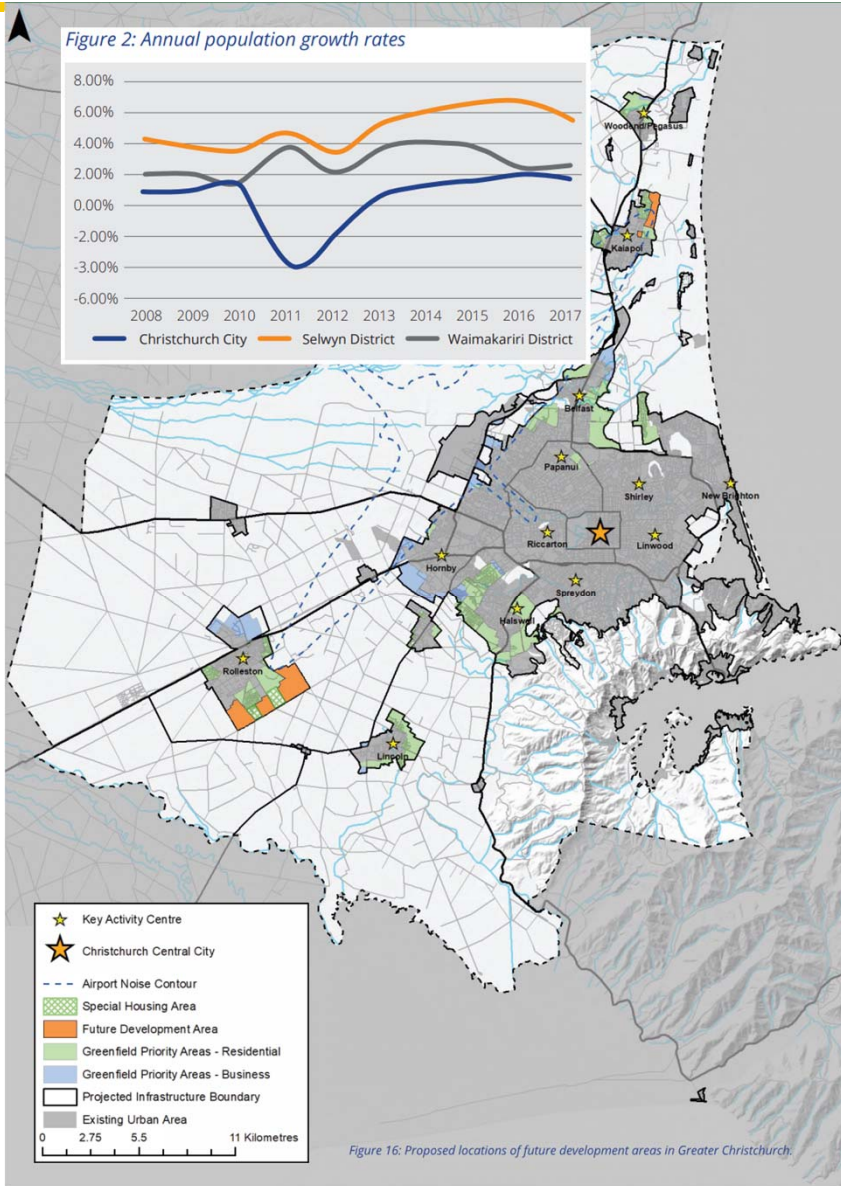 Figure 2: Annual population growth rates
8.00%
6.00%
4.00%
2.00%
0.00%
-2.00%
-3.00%
-6.00%
2008 2009 2010 2011 2012 2013 2014 2015 2016 2017
Christchurch City Selwyn District Waimakariri District
Woodend/Pegasus
Kaiapoi
Belfast
Papanui
Shirley
New Brighton
Riccarton
Linwood
Hornby
Spreydon
Halswell
Rolleston
Lincoln
Key Activity Centre
Christchurch Central City
Airport Noise Contour
Special Housing Area
Future Development Area
Greenfield Priority Areas - Residential
Greenfield Priority Areas - Business
Projected Infrastructure Boundary
Existing Urban Area
0 2.75 5.5 11 Kilometres
Figure 16: Proposed locations of future development areas in Greater Christchurch.